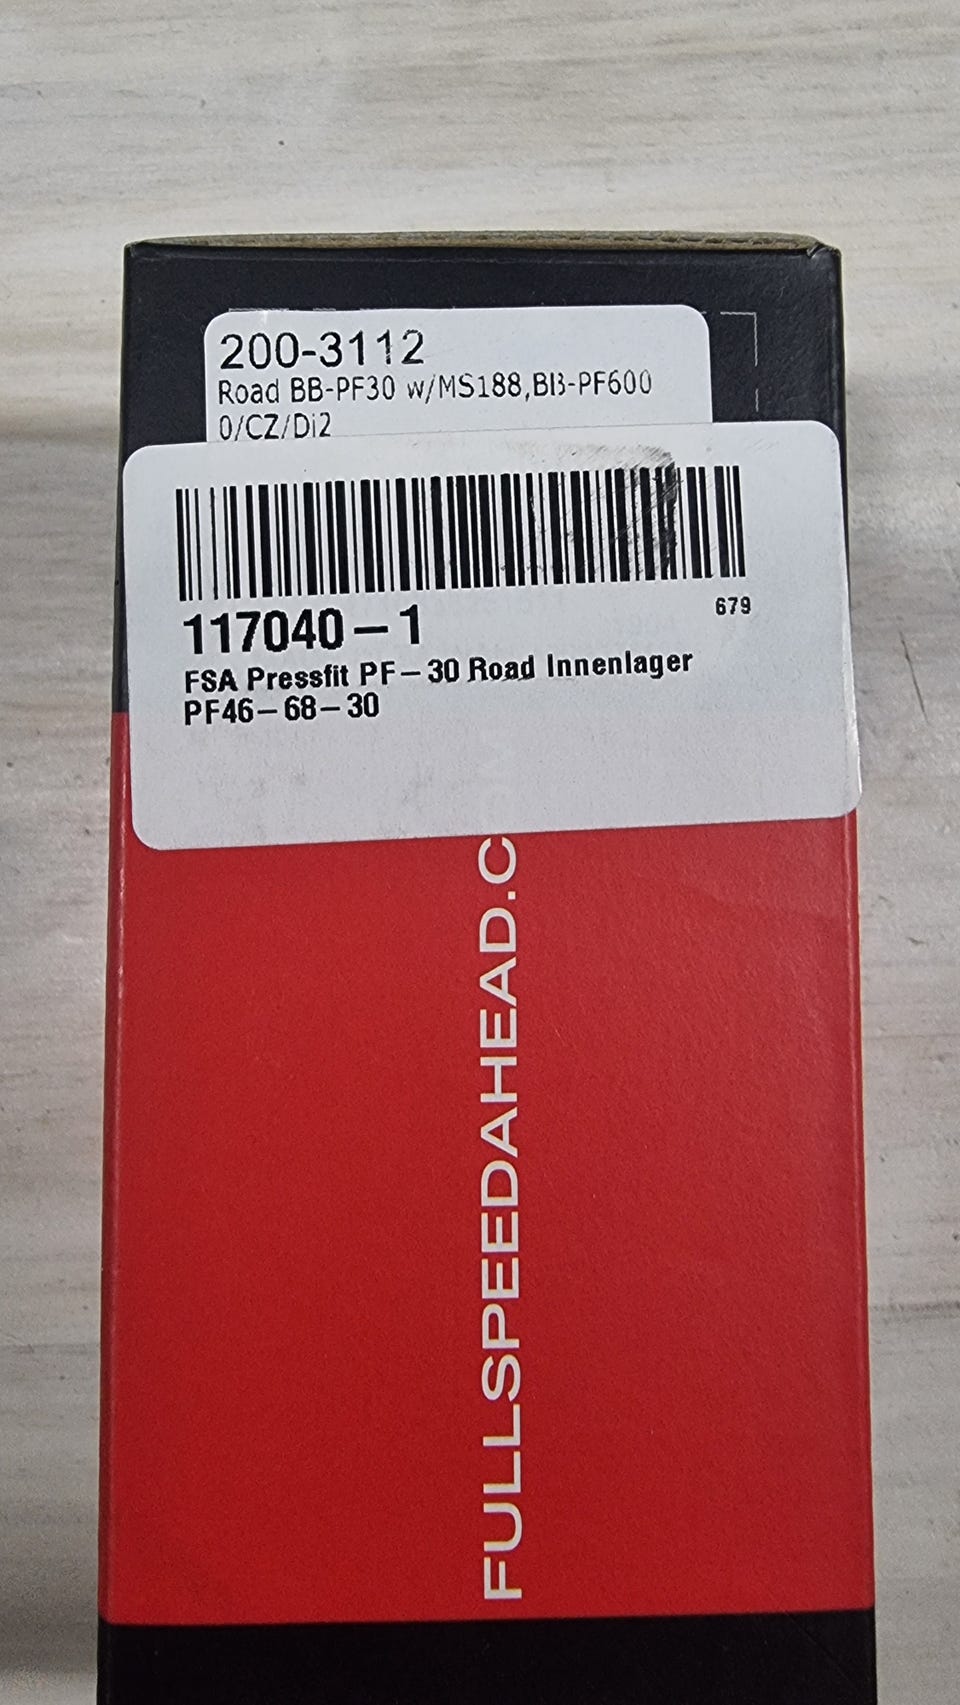 200-3112
Road BB-PF30 w/MS188,BB-PF600
0/CZ/Di2
117040-1
679
FSA Pressfit PF-30 Road Innenlager
PF46-68-30
FULLSPEEDAHEAD.C